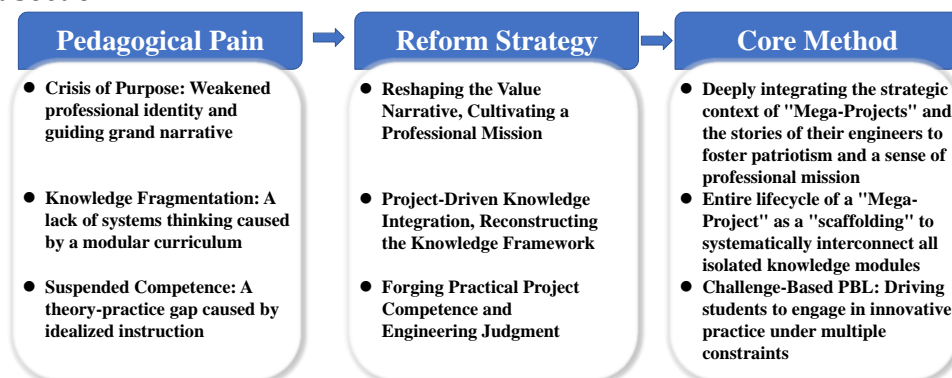 Pedagogical Pain
Crisis of Purpose: Weakened
professional identity and
guiding grand narrative
Knowledge Fragmentation: A
lack of systems thinking caused
by a modular curriculum
Suspended Competence: A
theory-practice gap caused by
idealized instruction
Reform Strategy
Reshaping the Value
Narrative, Cultivating a
Professional Mission
Project-Driven Knowledge
Integration, Reconstructing
the Knowledge Framework
Forging Practical Project
Competence and
Engineering Judgment
Core Method
Deeply integrating the strategic
context of "Mega-Projects" and
the stories of their engineers to
foster patriotism and a sense of
professional mission
Entire lifecycle of a "Mega-
Project" as a "scaffolding" to
systematically interconnect all
isolated knowledge modules
Challenge-Based PBL: Driving
students to engage in innovative
practice under multiple
constraints